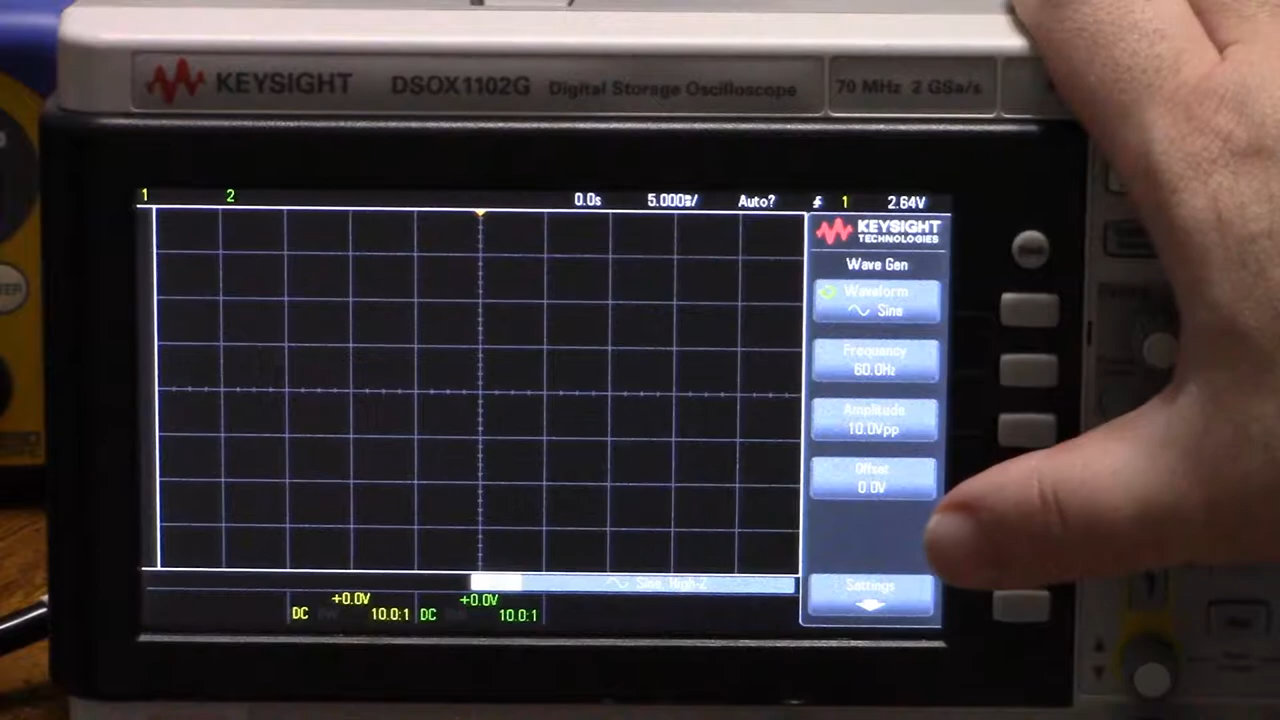 KEYSIGHT DSOX1102G Digital Storage Oscilloscope 70 MHz 2 GSa/s
1 2 0.0s 5.000 Auto? 1 2.64V
KEYSIGHT
TECHNOLOGIES
Wave Gen
Waveform
Sine
Frequency
60.0Hz
Amplitude
10.0Vpp
Offset
0.0V
Sine, High-Z
Settings
+0.0V +0.0V
DC 10.0:1 DC 10.0:1